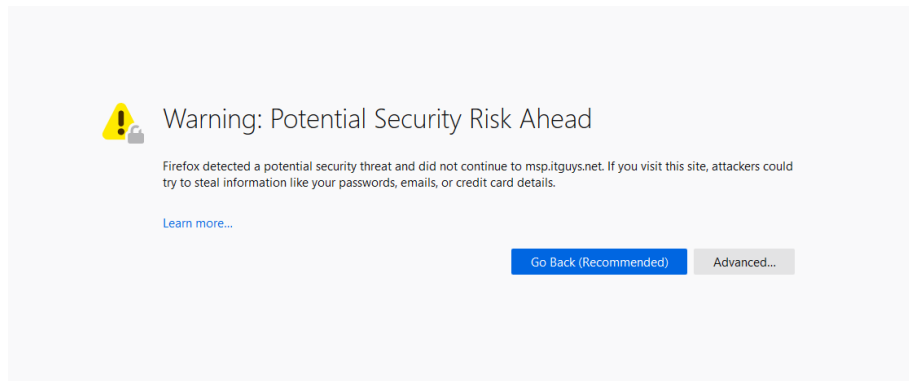 Warning: Potential Security Risk Ahead
Firefox detected a potential security threat and did not continue to msp.itguys.net. If you visit this site, attackers could
try to steal information like your passwords, emails, or credit card details.
Learn more...
Go Back (Recommended)
Advanced...